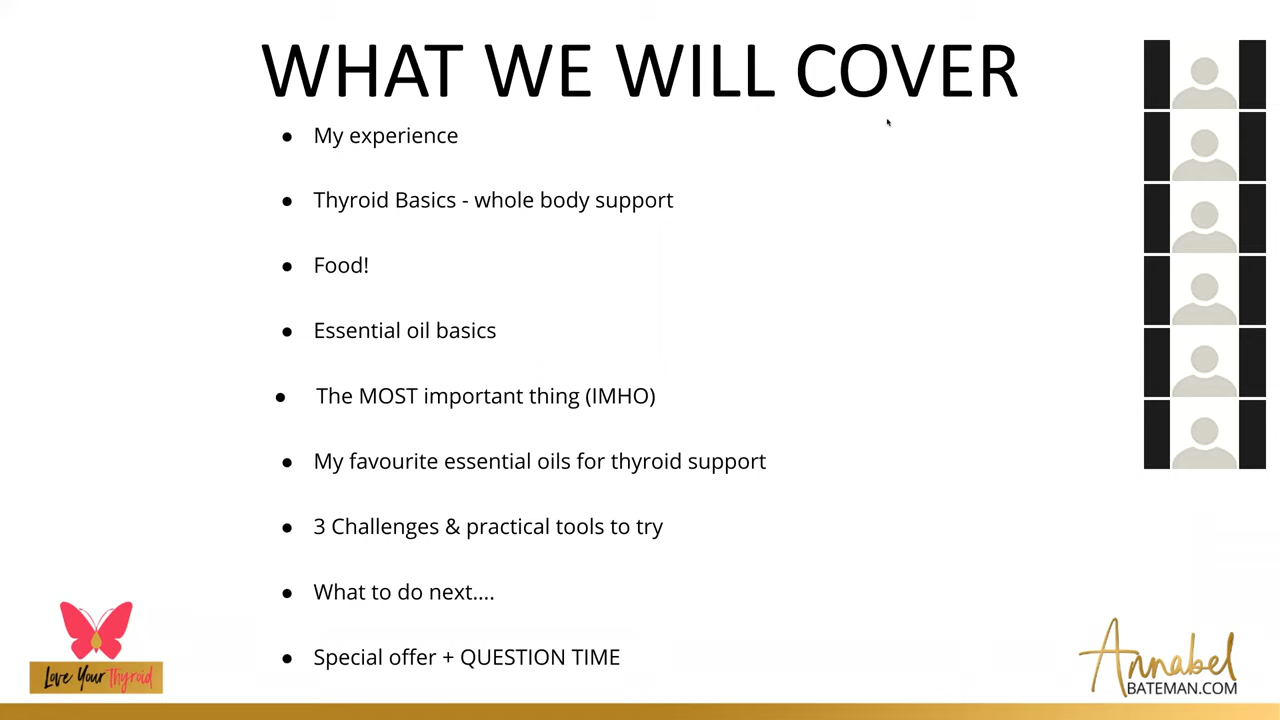 WHAT WE WILL COVER
● My experience
● Thyroid Basics - whole body support
● Food!
● Essential oil basics
● The MOST important thing (IMHO)
● My favourite essential oils for thyroid support
● 3 Challenges & practical tools to try
● What to do next....
● Special offer + QUESTION TIME
Love Your Thyroid
Annabel
BATEMAN.COM